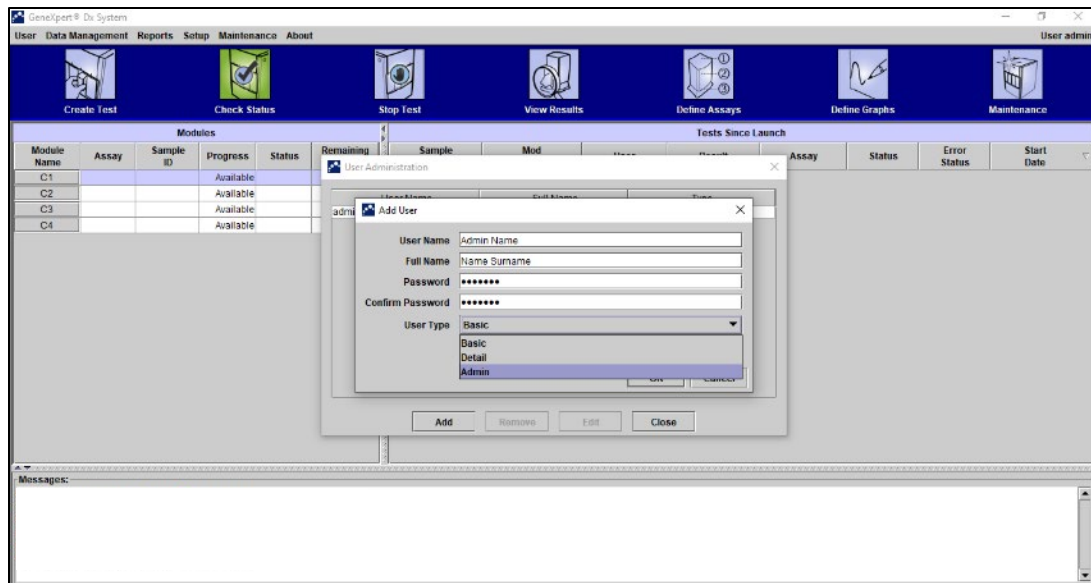 GeneXpert® Dx System
User Data Management Reports Setup Maintenance About User admin
Create Test Check Status Stop Test View Results Define Assays Define Graphs Maintenance
Modules Tests Since Launch
Module Name Assay Sample ID Progress Status Remaining Sample Mod Assay Status Error Status Start Date
C1 Available
C2 Available
C3 Available
C4 Available
User Administration
Add User
User Name Admin Name
Full Name Name Surname
Password •••••••
Confirm Password •••••••
User Type Basic
Basic
Detail
Admin
Add Remove Edit Close
Messages: